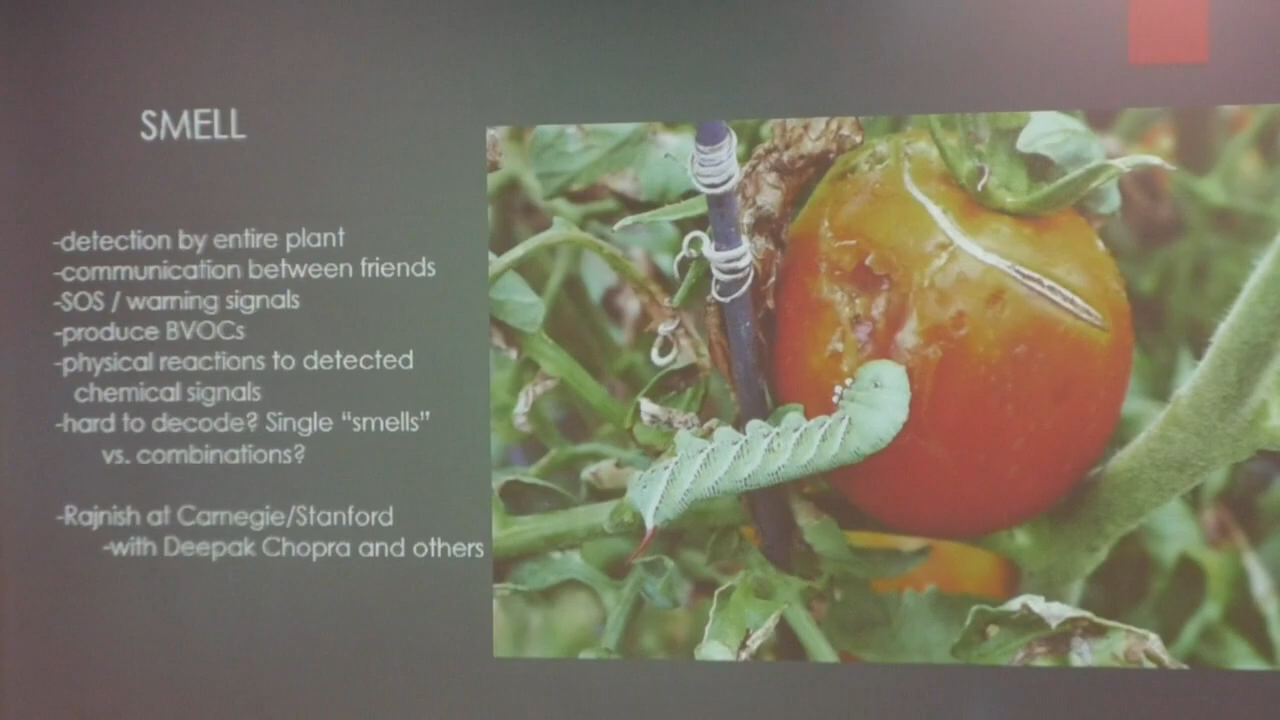 SMELL
-detection by entire plant
-communication between friends
-SOS / warning signals
-produce BVOCs
-physical reactions to detected
chemical signals
-hard to decode? Single “smells”
vs. combinations?
-Rajnish at Carnegie/Stanford
-with Deepak Chopra and others